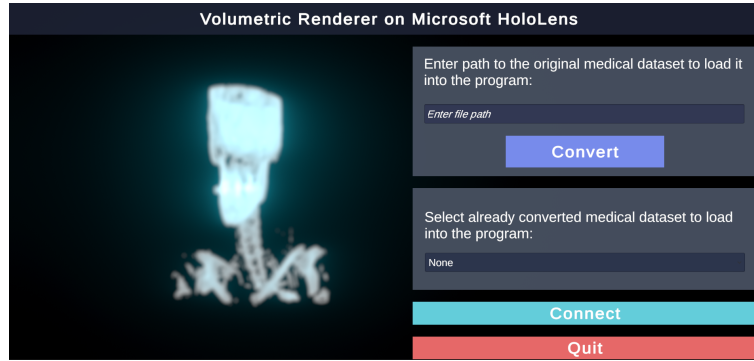 Volumetric Renderer on Microsoft HoloLens
Enter path to the original medical dataset to load it
into the program:
Enter file path
Convert
Select already converted medical dataset to load
into the program:
None
Connect
Quit